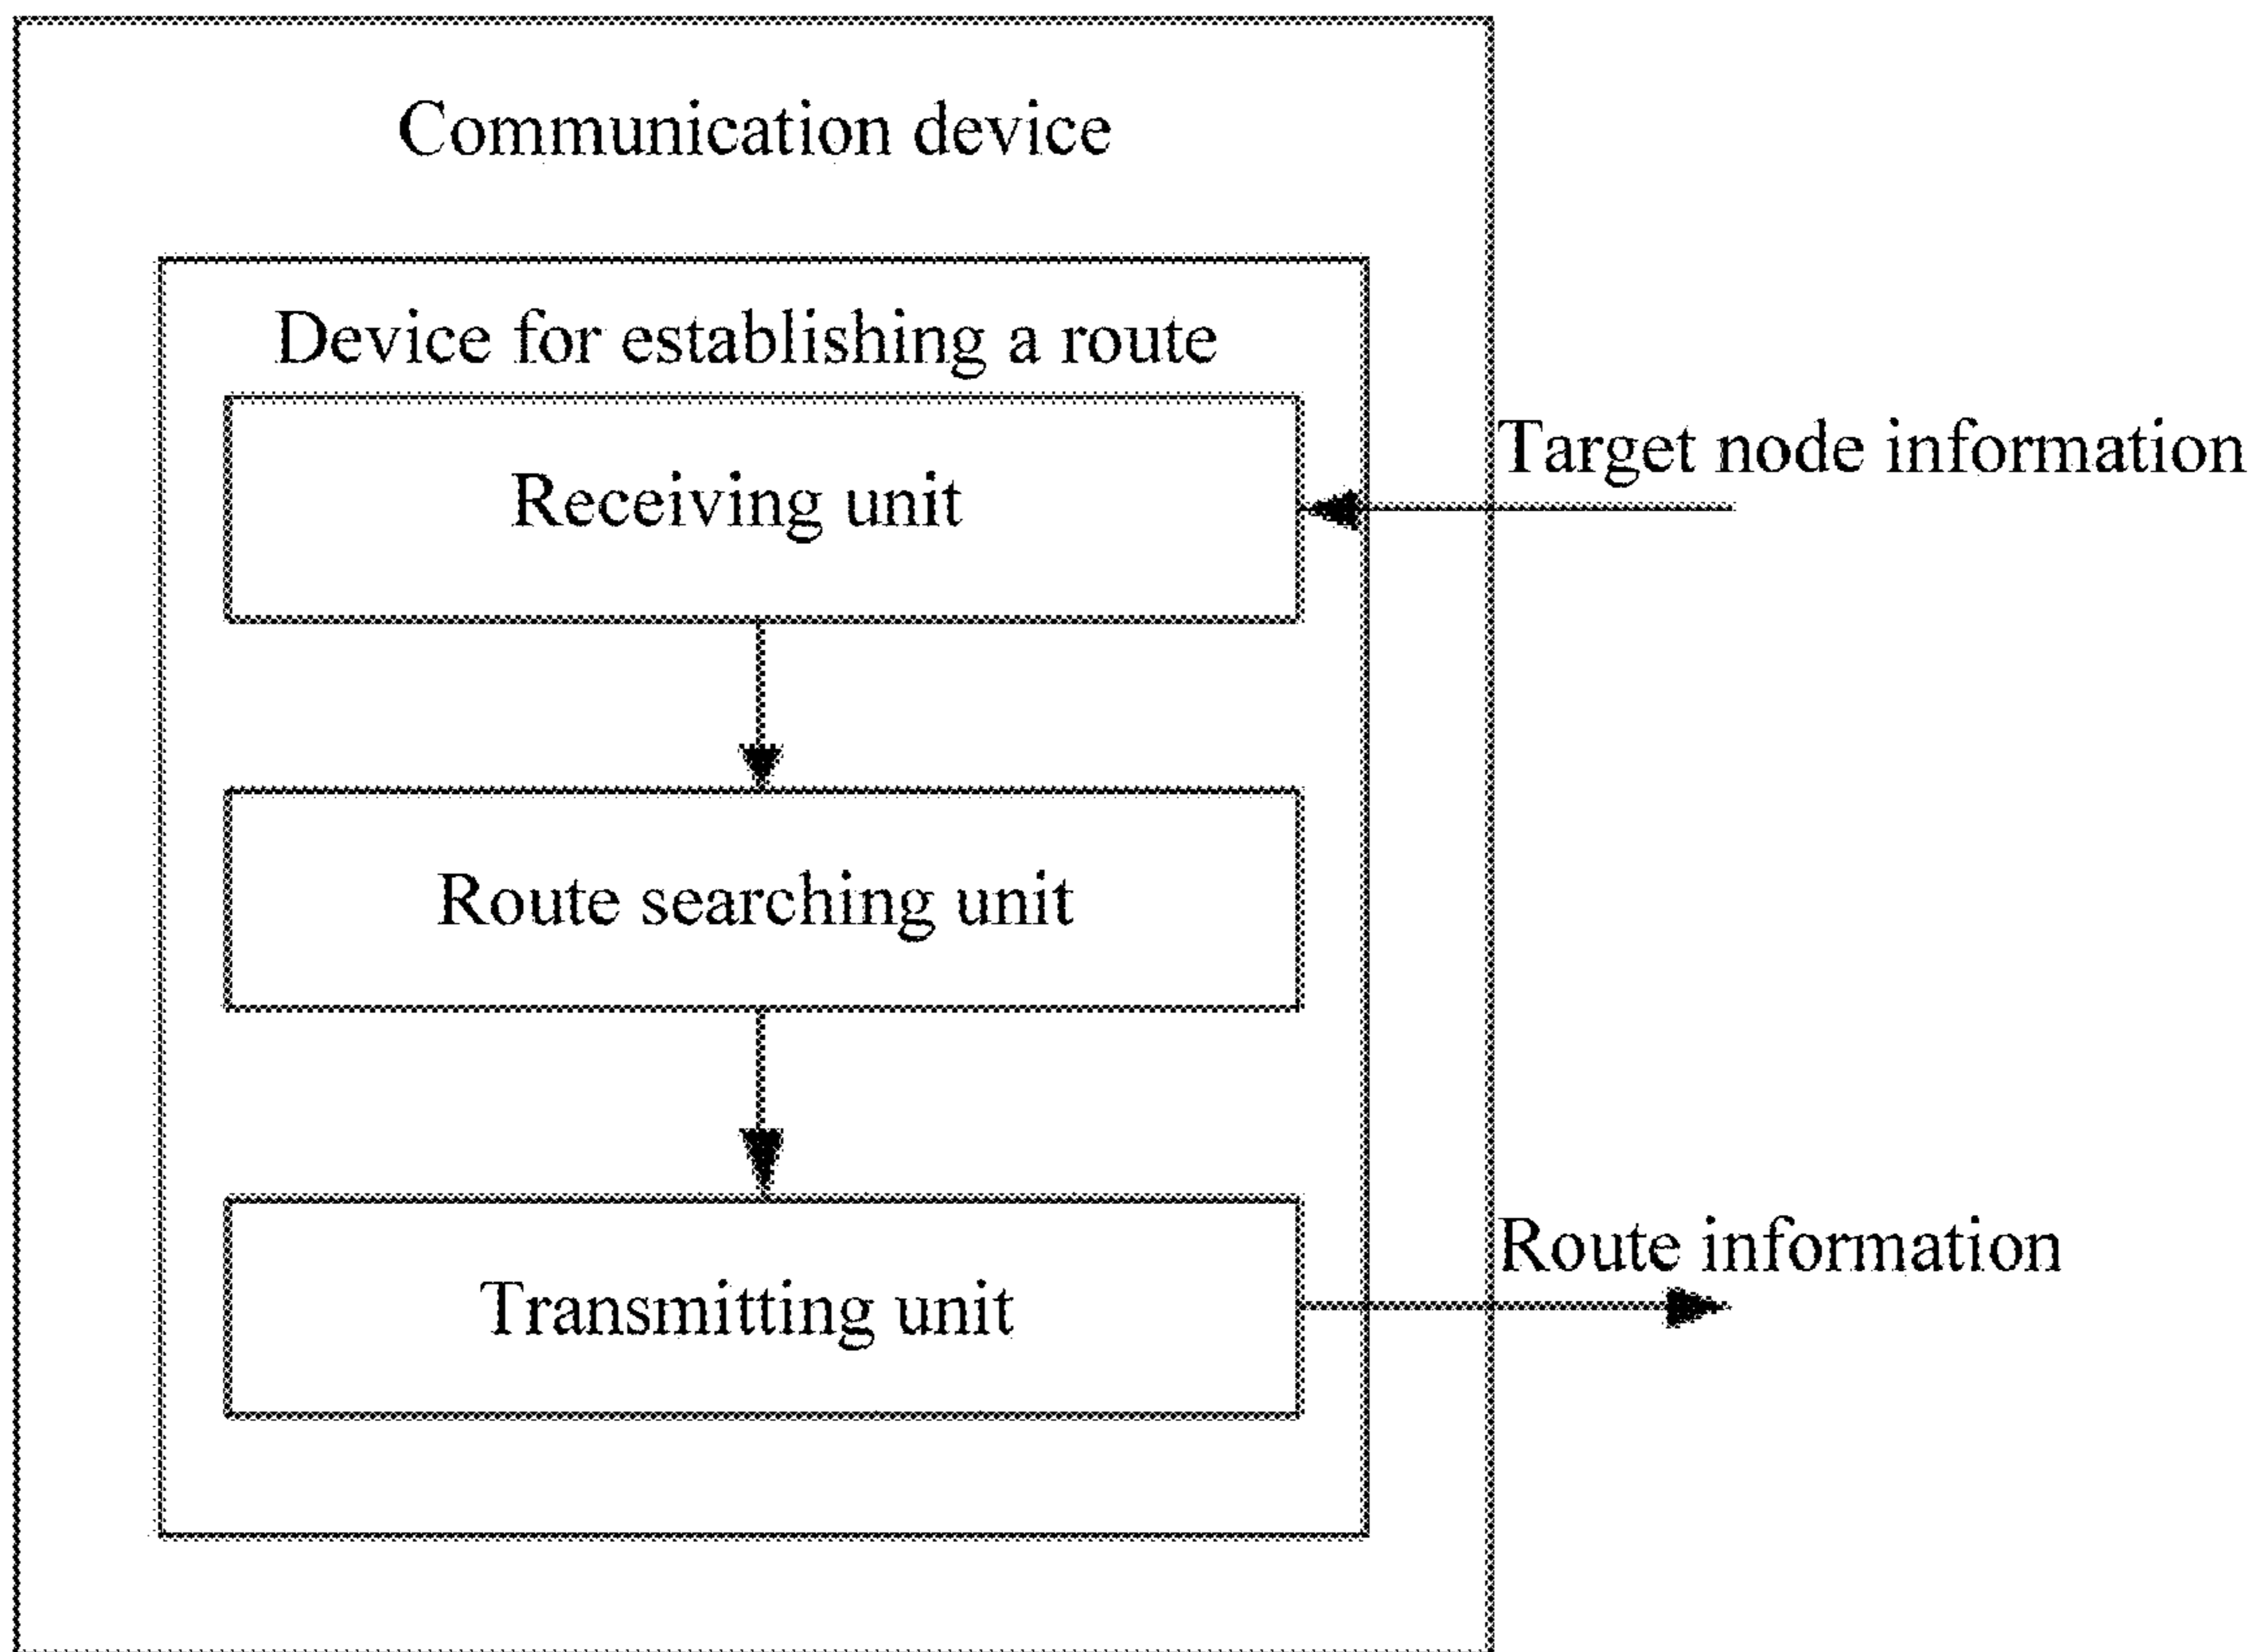 Communication device
Device for establishing a route
Target node information
Receiving unit
Route searching unit
Route information
Transmitting unit